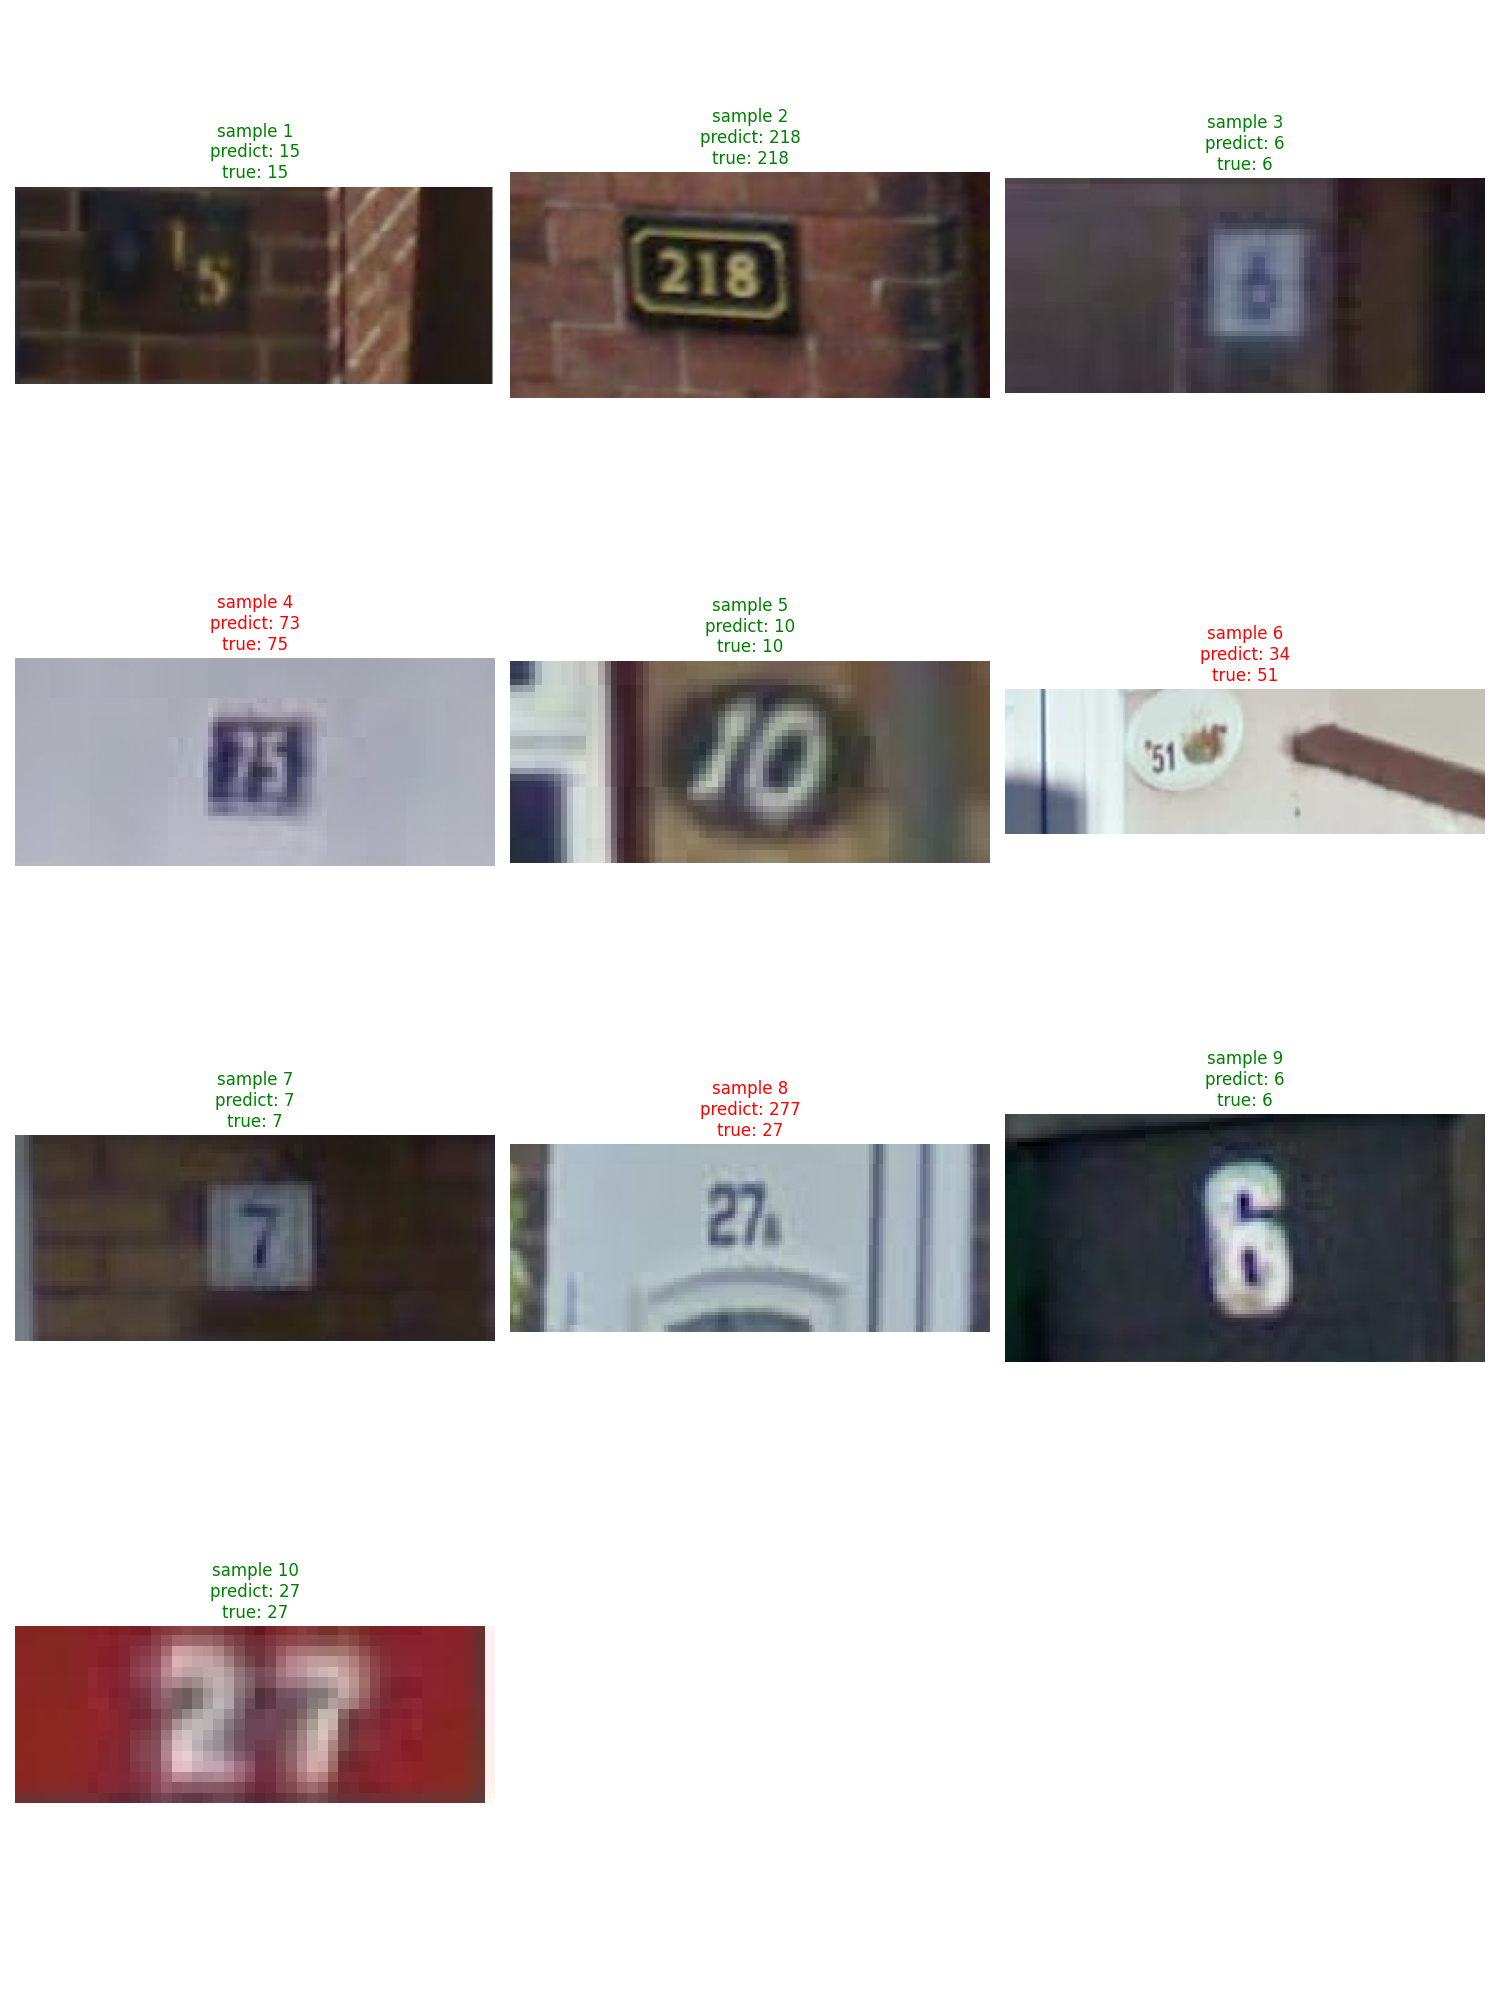 sample 1
predict: 15
true: 15
1
5
sample 2
predict: 218
true: 218
218
sample 3
predict: 6
true: 6
6
sample 4
predict: 73
true: 75
75
sample 5
predict: 10
true: 10
10
sample 6
predict: 34
true: 51
51
sample 7
predict: 7
true: 7
7
sample 8
predict: 277
true: 27
27A
sample 9
predict: 6
true: 6
6
sample 10
predict: 27
true: 27
27